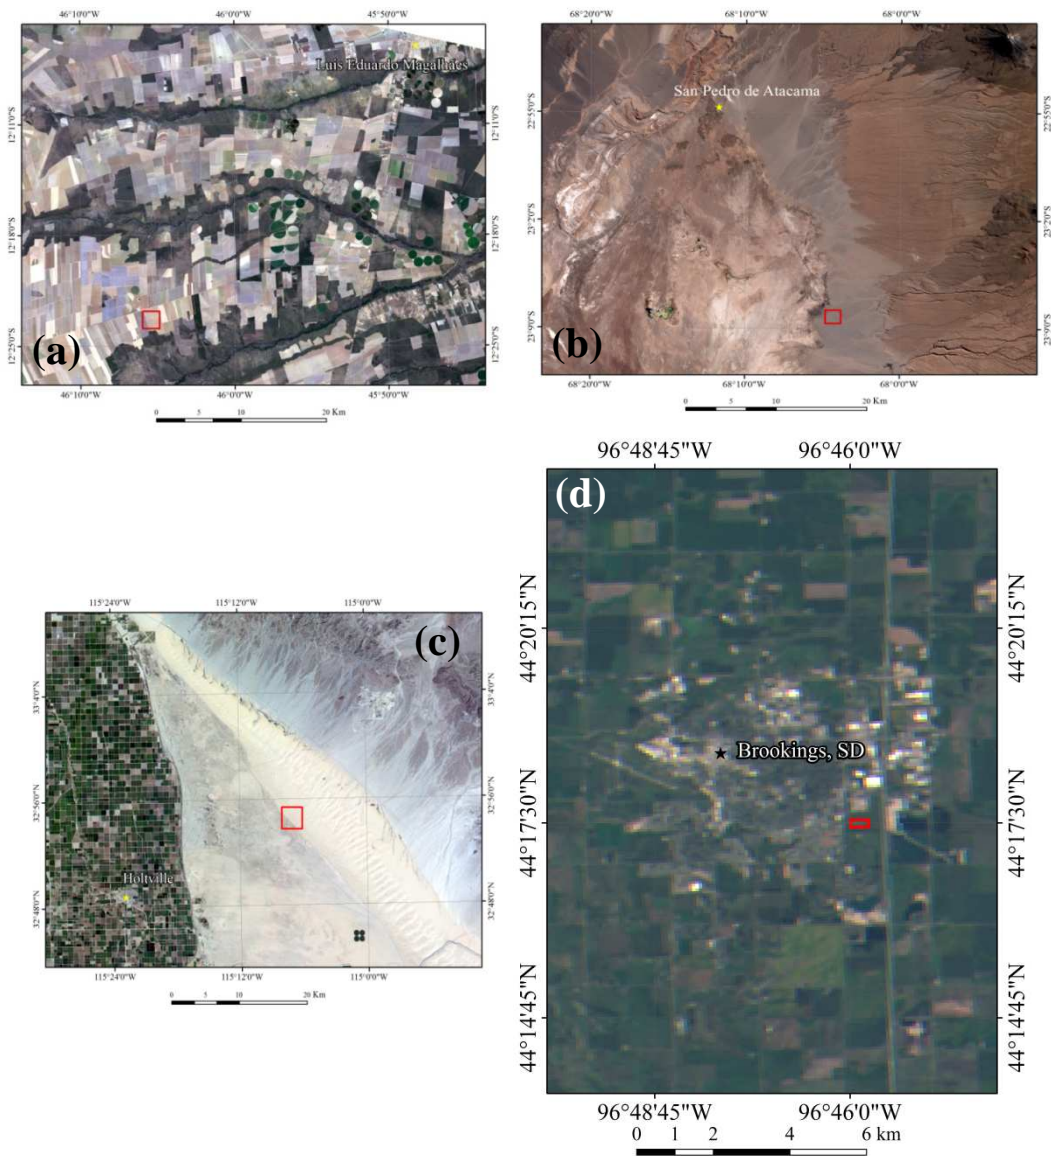 46°10'0"W 46°0'0"W 45°50'0"W
Luis Eduardo Magalhães
12°11'0"S 12°11'0"S
12°18'0"S 12°18'0"S
12°25'0"S 12°25'0"S
(a)
46°10'0"W 46°0'0"W 45°50'0"W
0 5 10 20 Km
68°20'0"W 68°10'0"W 68°0'0"W
San Pedro de Atacama
22°55'0"S 22°55'0"S
23°2'0"S 23°2'0"S
23°9'0"S 23°9'0"S
(b)
68°20'0"W 68°10'0"W 68°0'0"W
0 5 10 20 Km
115°24'0"W 115°12'0"W 115°0'0"W
(c)
33°4'0"N 33°4'0"N
32°56'0"N 32°56'0"N
Holtville
32°48'0"N 32°48'0"N
115°24'0"W 115°12'0"W 115°0'0"W
0 5 10 20 Km
96°48'45"W 96°46'0"W
(d)
44°20'15"N 44°20'15"N
Brookings, SD
44°17'30"N 44°17'30"N
44°14'45"N 44°14'45"N
96°48'45"W 96°46'0"W
0 1 2 4 6 km